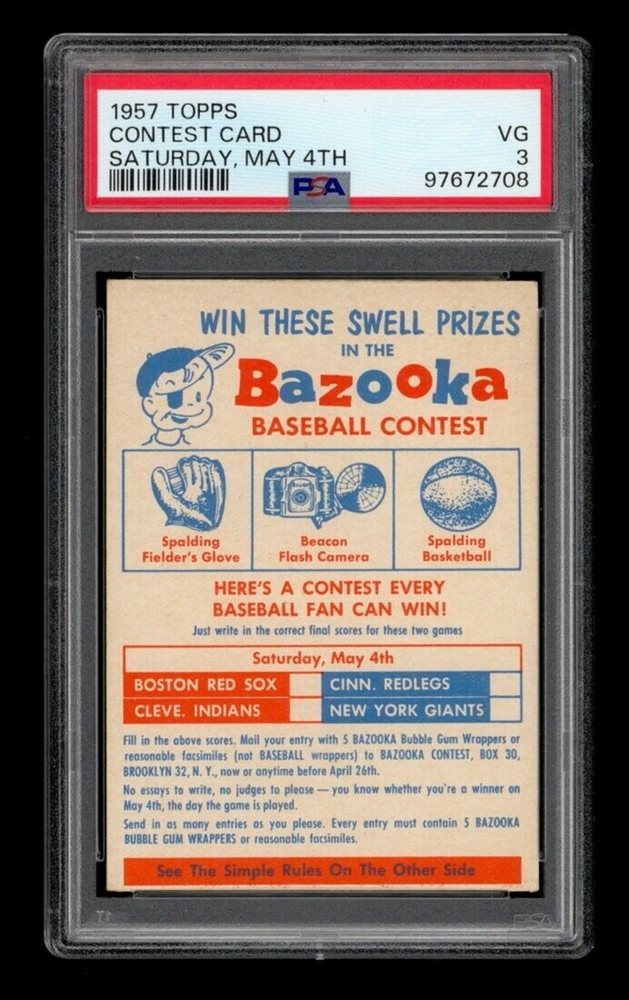 1957 TOPPS
CONTEST CARD VG
SATURDAY, MAY 4TH 3
PSA 97672708
WIN THESE SWELL PRIZES
IN THE
Bazooka
BASEBALL CONTEST
Spalding
Fielder's Glove
Beacon
Flash Camera
Spalding
Basketball
HERE'S A CONTEST EVERY
BASEBALL FAN CAN WIN!
Just write in the correct final scores for these two games
Saturday, May 4th
BOSTON RED SOX CINN. REDLEGS
CLEVE. INDIANS NEW YORK GIANTS
Fill in the above scores. Mail your entry with 5 BAZOOKA Bubble Gum Wrappers or
reasonable facsimiles (not BASEBALL wrappers) to BAZOOKA CONTEST, BOX 30,
BROOKLYN 32, N. Y., now or anytime before April 26th.
No essays to write, no judges to please — you know whether you're a winner on
May 4th, the day the game is played.
Send in as many entries as you please. Every entry must contain 5 BAZOOKA
BUBBLE GUM WRAPPERS or reasonable facsimiles.
See The Simple Rules On The Other Side
PSA